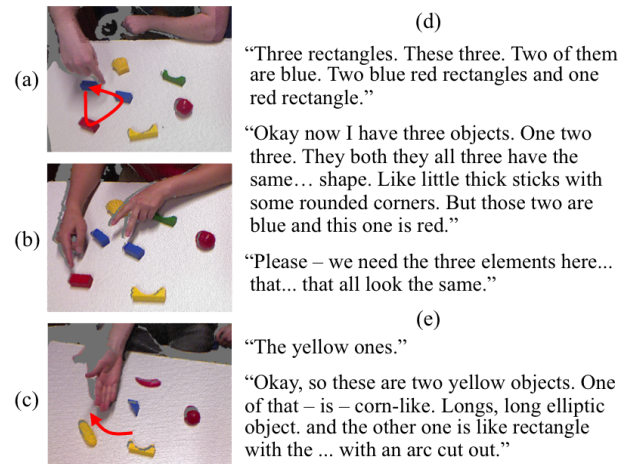 (a)
(b)
(c)
(d)
“Three rectangles. These three. Two of them
are blue. Two blue red rectangles and one
red rectangle.”
“Okay now I have three objects. One two
three. They both they all three have the
same… shape. Like little thick sticks with
some rounded corners. But those two are
blue and this one is red.”
“Please – we need the three elements here...
that... that all look the same.”
(e)
“The yellow ones.”
“Okay, so these are two yellow objects. One
of that – is – corn-like. Longs, long elliptic
object. and the other one is like rectangle
with the ... with an arc cut out.”